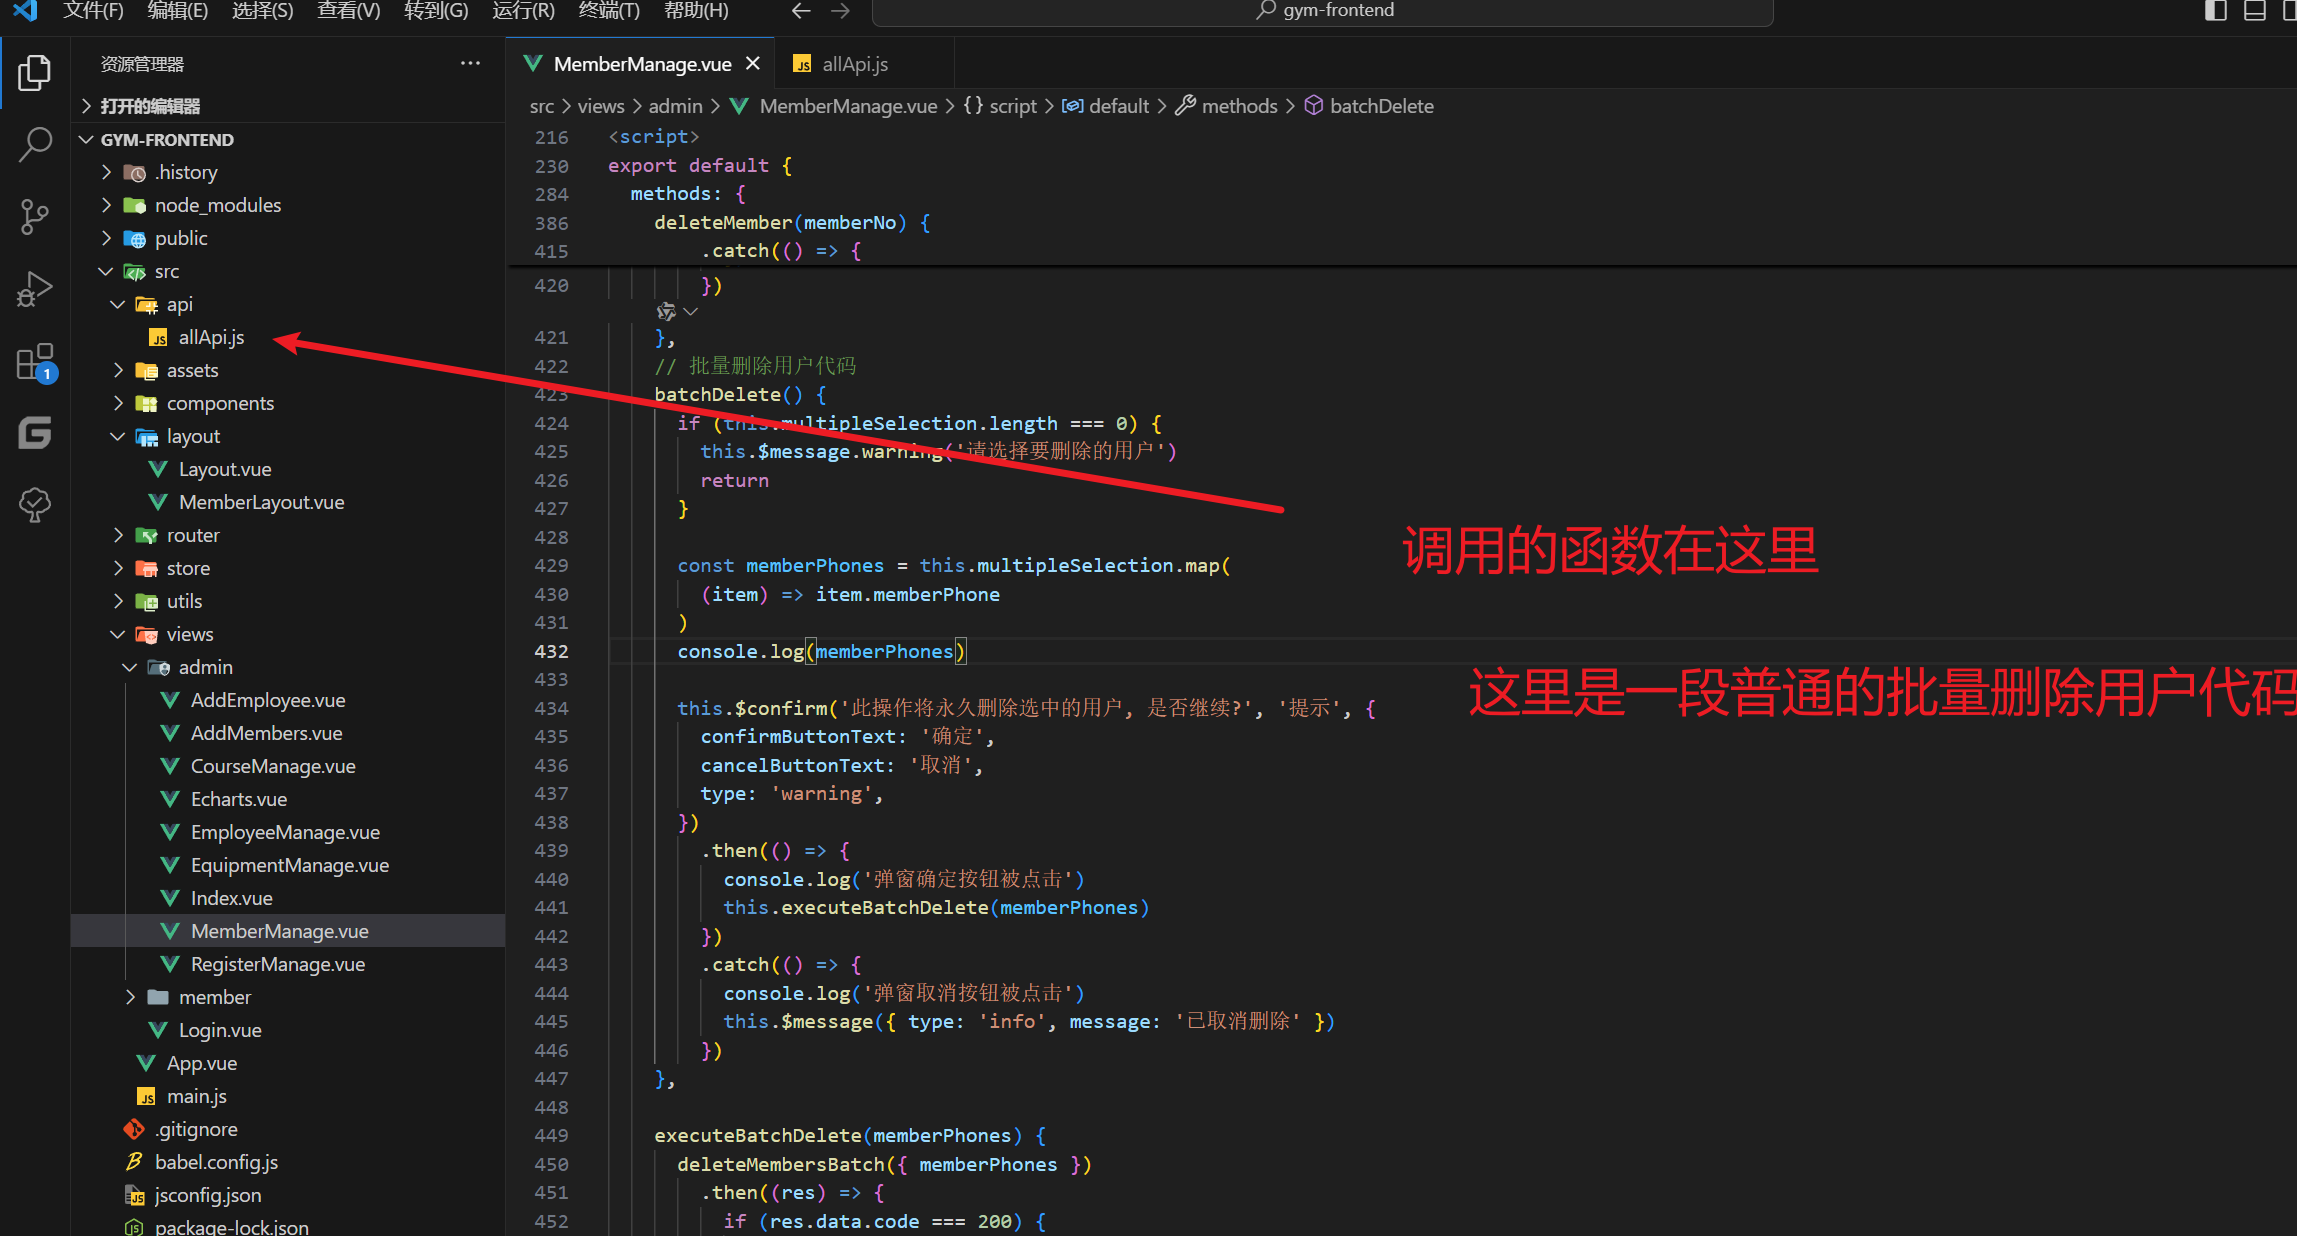 文件(F) 编辑(E) 选择(S) 查看(V) 转到(G) 运行(R) 终端(T) 帮助(H) gym-frontend
资源管理器
打开的编辑器
GYM-FRONTEND
.history
node_modules
public
src
api
allApi.js
assets
components
layout
Layout.vue
MemberLayout.vue
router
store
utils
views
admin
AddEmployee.vue
AddMembers.vue
CourseManage.vue
Echarts.vue
EmployeeManage.vue
EquipmentManage.vue
Index.vue
MemberManage.vue
RegisterManage.vue
member
Login.vue
App.vue
main.js
.gitignore
babel.config.js
jsconfig.json
package-lock.json
1
MemberManage.vue allApi.js
src > views > admin > MemberManage.vue > {} script > default > methods > batchDelete
216 <script>
230 export default {
284 methods: {
386 deleteMember(memberNo) {
415 .catch(() => {
420 })
421 },
422 // 批量删除用户代码
423 batchDelete() {
424 if (this.multipleSelection.length === 0) {
425 this.$message.warning('请选择要删除的用户')
426 return
427 }
428
429 const memberPhones = this.multipleSelection.map(
430 (item) => item.memberPhone
431 )
432 console.log(memberPhones)
433
434 this.$confirm('此操作将永久删除选中的用户, 是否继续?', '提示', {
435 confirmButtonText: '确定',
436 cancelButtonText: '取消',
437 type: 'warning',
438 })
439 .then(() => {
440 console.log('弹窗确定按钮被点击')
441 this.executeBatchDelete(memberPhones)
442 })
443 .catch(() => {
444 console.log('弹窗取消按钮被点击')
445 this.$message({ type: 'info', message: '已取消删除' })
446 })
447 },
448
449 executeBatchDelete(memberPhones) {
450 deleteMembersBatch({ memberPhones })
451 .then((res) => {
452 if (res.data.code === 200) {
调用的函数在这里
这里是一段普通的批量删除用户代码